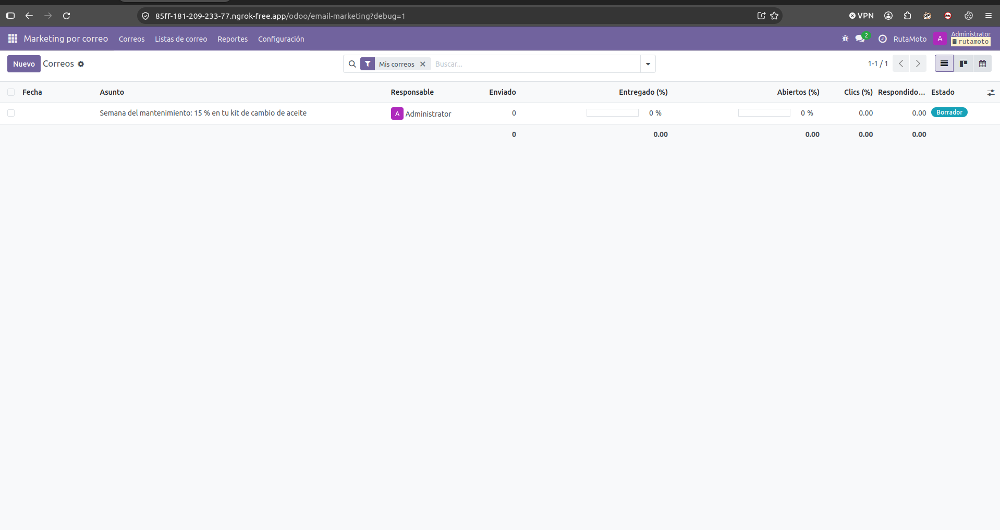 85ff-181-209-233-77.ngrok-free.app/odoo/email-marketing?debug=1
VPN
Marketing por correo Correos Listas de correo Reportes Configuración 2 RutaMoto A Administrator
rutamoto
Nuevo Correos Mis correos Buscar... 1-1 / 1
Fecha Asunto Responsable Enviado Entregado (%) Abiertos (%) Clics (%) Respondido... Estado
Semana del mantenimiento: 15 % en tu kit de cambio de aceite A Administrator 0 0 % 0 % 0.00 0.00 Borrador
0 0.00 0.00 0.00 0.00